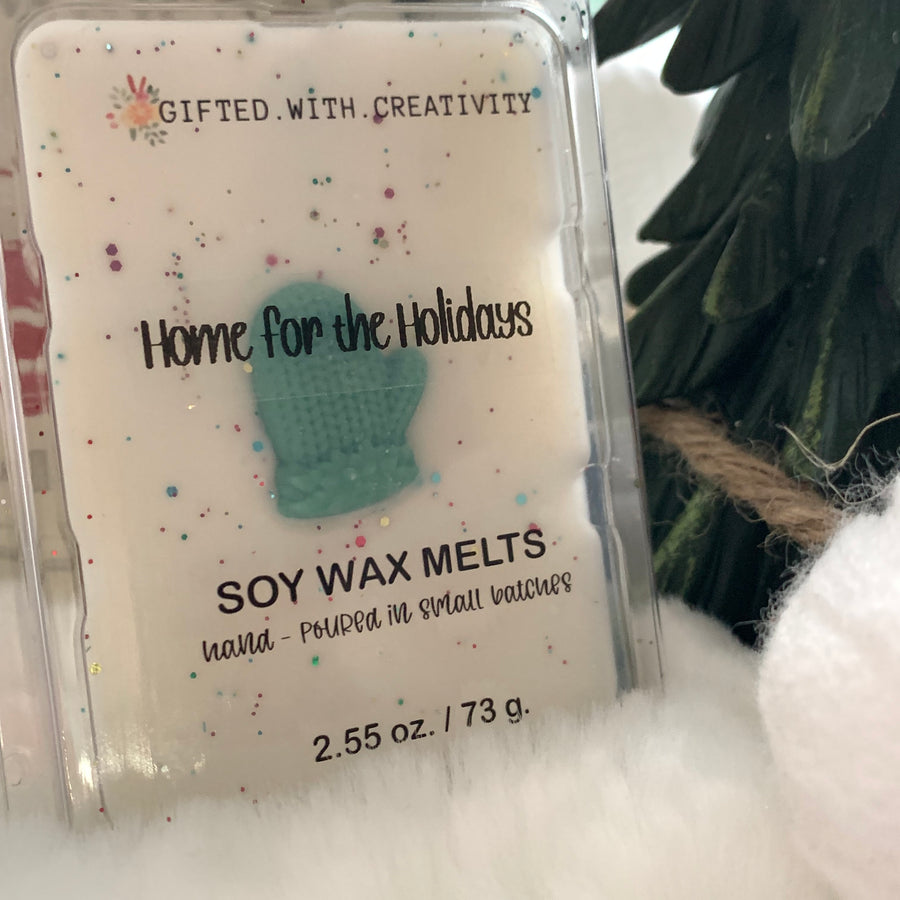 GIFTED.WITH.CREATIVITY
Home for the Holidays
SOY WAX MELTS
hand - poured in small batches
2.55 oz. / 73 g.